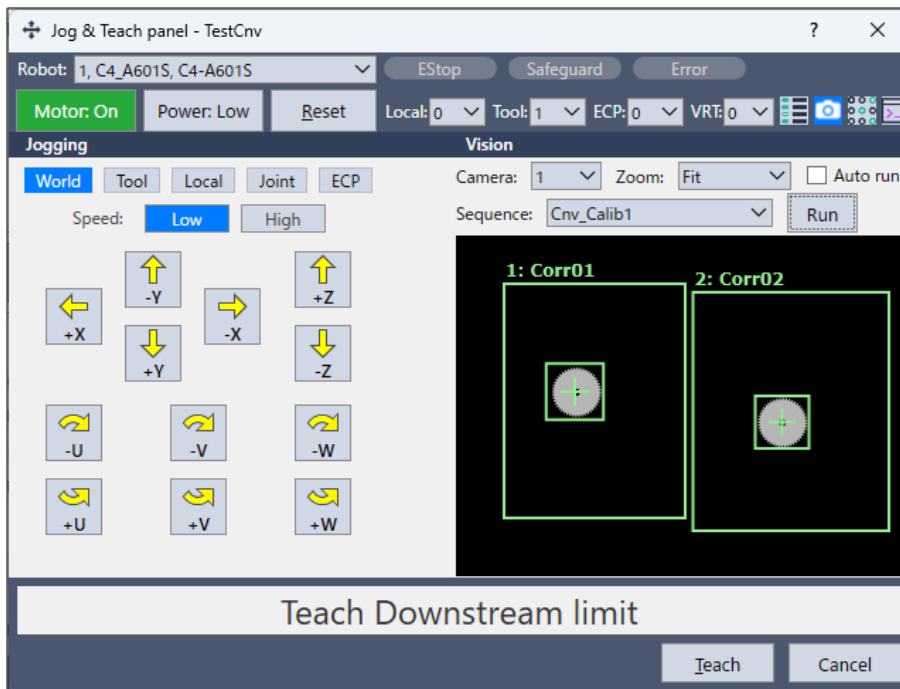 Jog & Teach panel - TestCnv
?
Robot: 1, C4_A601S, C4-A601S EStop Safeguard Error
Motor: On Power: Low Reset Local: 0 Tool: 1 ECP: 0 VRT: 0
Jogging
Vision
World Tool Local Joint ECP
Camera: 1 Zoom: Fit Auto run
Speed: Low High
Sequence: Cnv_Calib1 Run
1: Corr01
2: Corr02
-Y
+Z
+X
-X
+Y
-Z
-U
-V
-W
+U
+V
+W
Teach Downstream limit
Teach Cancel